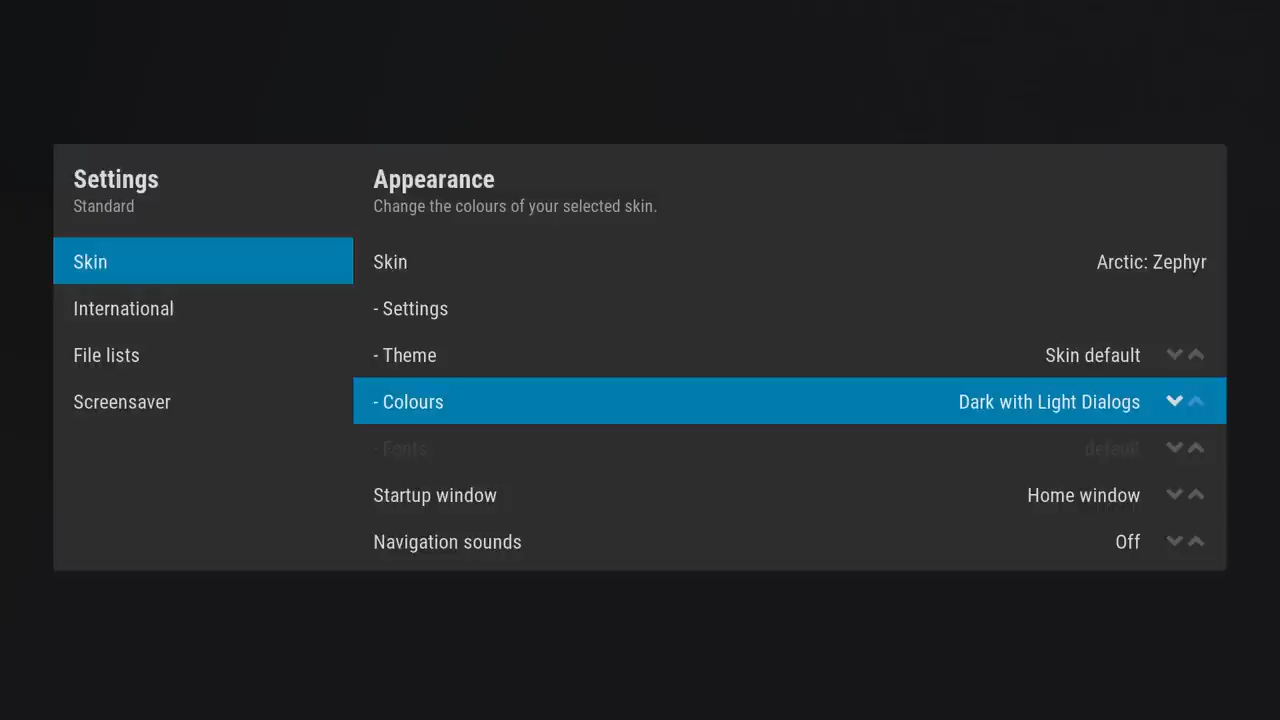 Settings
Standard
Skin
International
File lists
Screensaver
Appearance
Change the colours of your selected skin.
Skin Arctic: Zephyr
- Settings
- Theme Skin default
- Colours Dark with Light Dialogs
- Fonts default
Startup window Home window
Navigation sounds Off